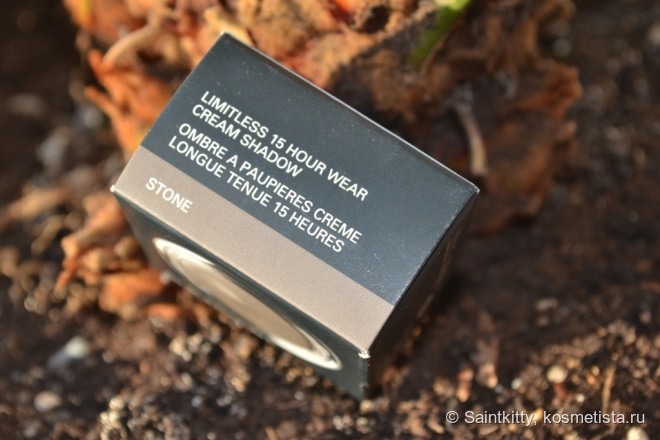 LIMITLESS 15 HOUR WEAR
CREAM SHADOW
OMBRE A PAUPIERES CREME
LONGUE TENUE 15 HEURES
STONE
© Saintkitty, kosmetista.ru